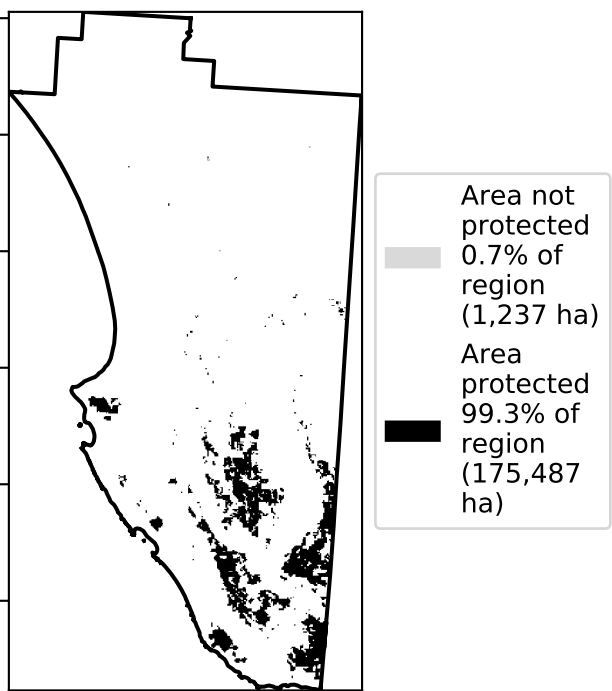 Area not
protected
0.7% of
region
(1,237 ha)
Area
protected
99.3% of
region
(175,487
ha)